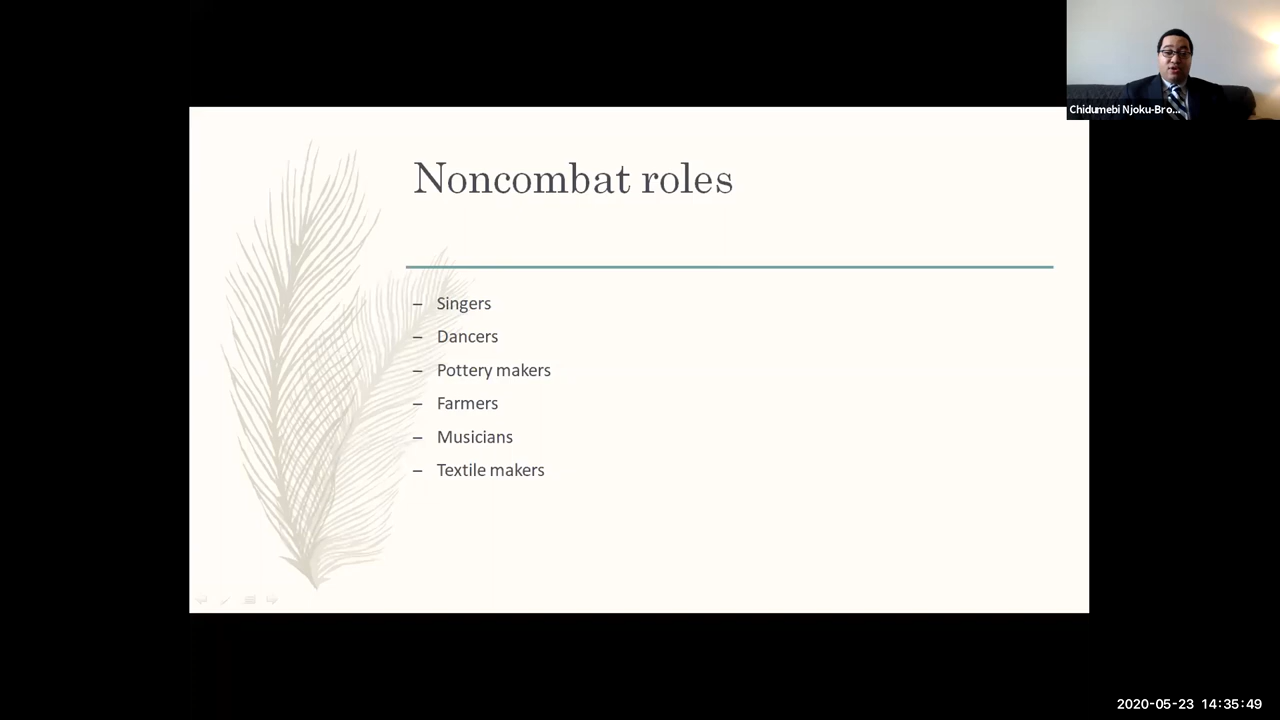 Chidumebi Njoku-Bro...
Noncombat roles
– Singers
– Dancers
– Pottery makers
– Farmers
– Musicians
– Textile makers
2020-05-23 14:35:49